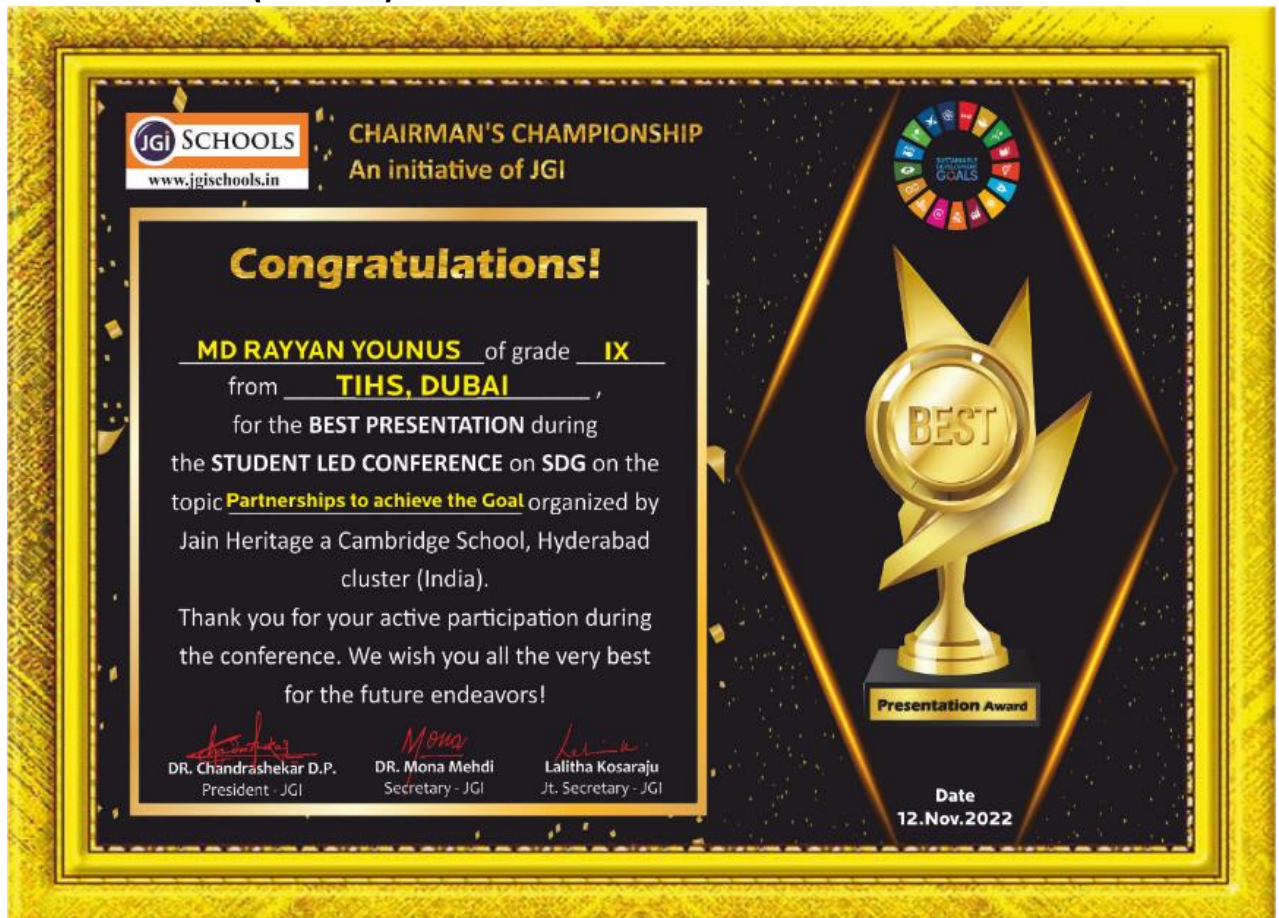 JGI SCHOOLS
www.jgischools.in
CHAIRMAN'S CHAMPIONSHIP
An initiative of JGI
SUSTAINABLE
DEVELOPMENT
GOALS
Congratulations!
MD RAYYAN YOUNUS of grade IX
from TIHS, DUBAI ,
for the BEST PRESENTATION during
the STUDENT LED CONFERENCE on SDG on the
topic Partnerships to achieve the Goal organized by
Jain Heritage a Cambridge School, Hyderabad
cluster (India).
Thank you for your active participation during
the conference. We wish you all the very best
for the future endeavors!
Mona
DR. Chandrashekar D.P.
President - JGI
DR. Mona Mehdi
Secretary - JGI
Lalitha Kosaraju
Jt. Secretary - JGI
BEST
Presentation Award
Date
12.Nov.2022